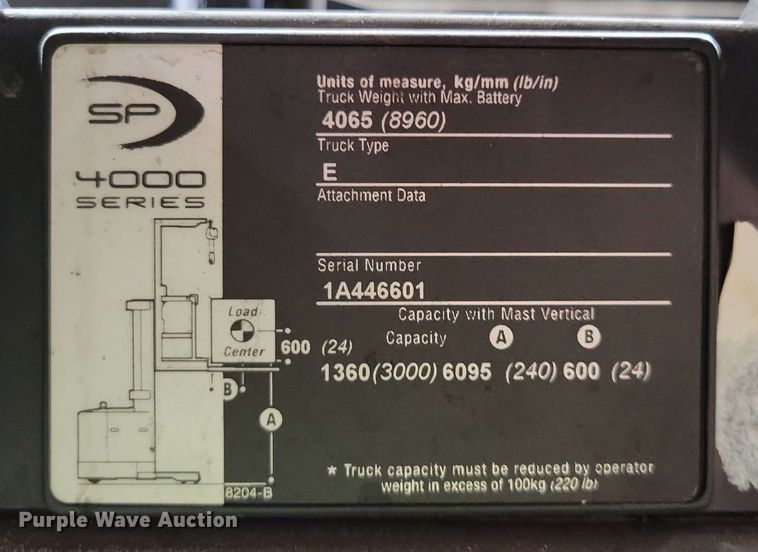 SP
4000
SERIES
Units of measure, kg/mm (lb/in)
Truck Weight with Max. Battery
4065 (8960)
Truck Type
E
Attachment Data
Serial Number
1A446601
Capacity with Mast Vertical
Capacity A B
1360 (3000) 6095 (240) 600 (24)
Load
Center
600 (24)
B
A
* Truck capacity must be reduced by operator
weight in excess of 100kg (220 lb)
8204-B
Purple Wave Auction